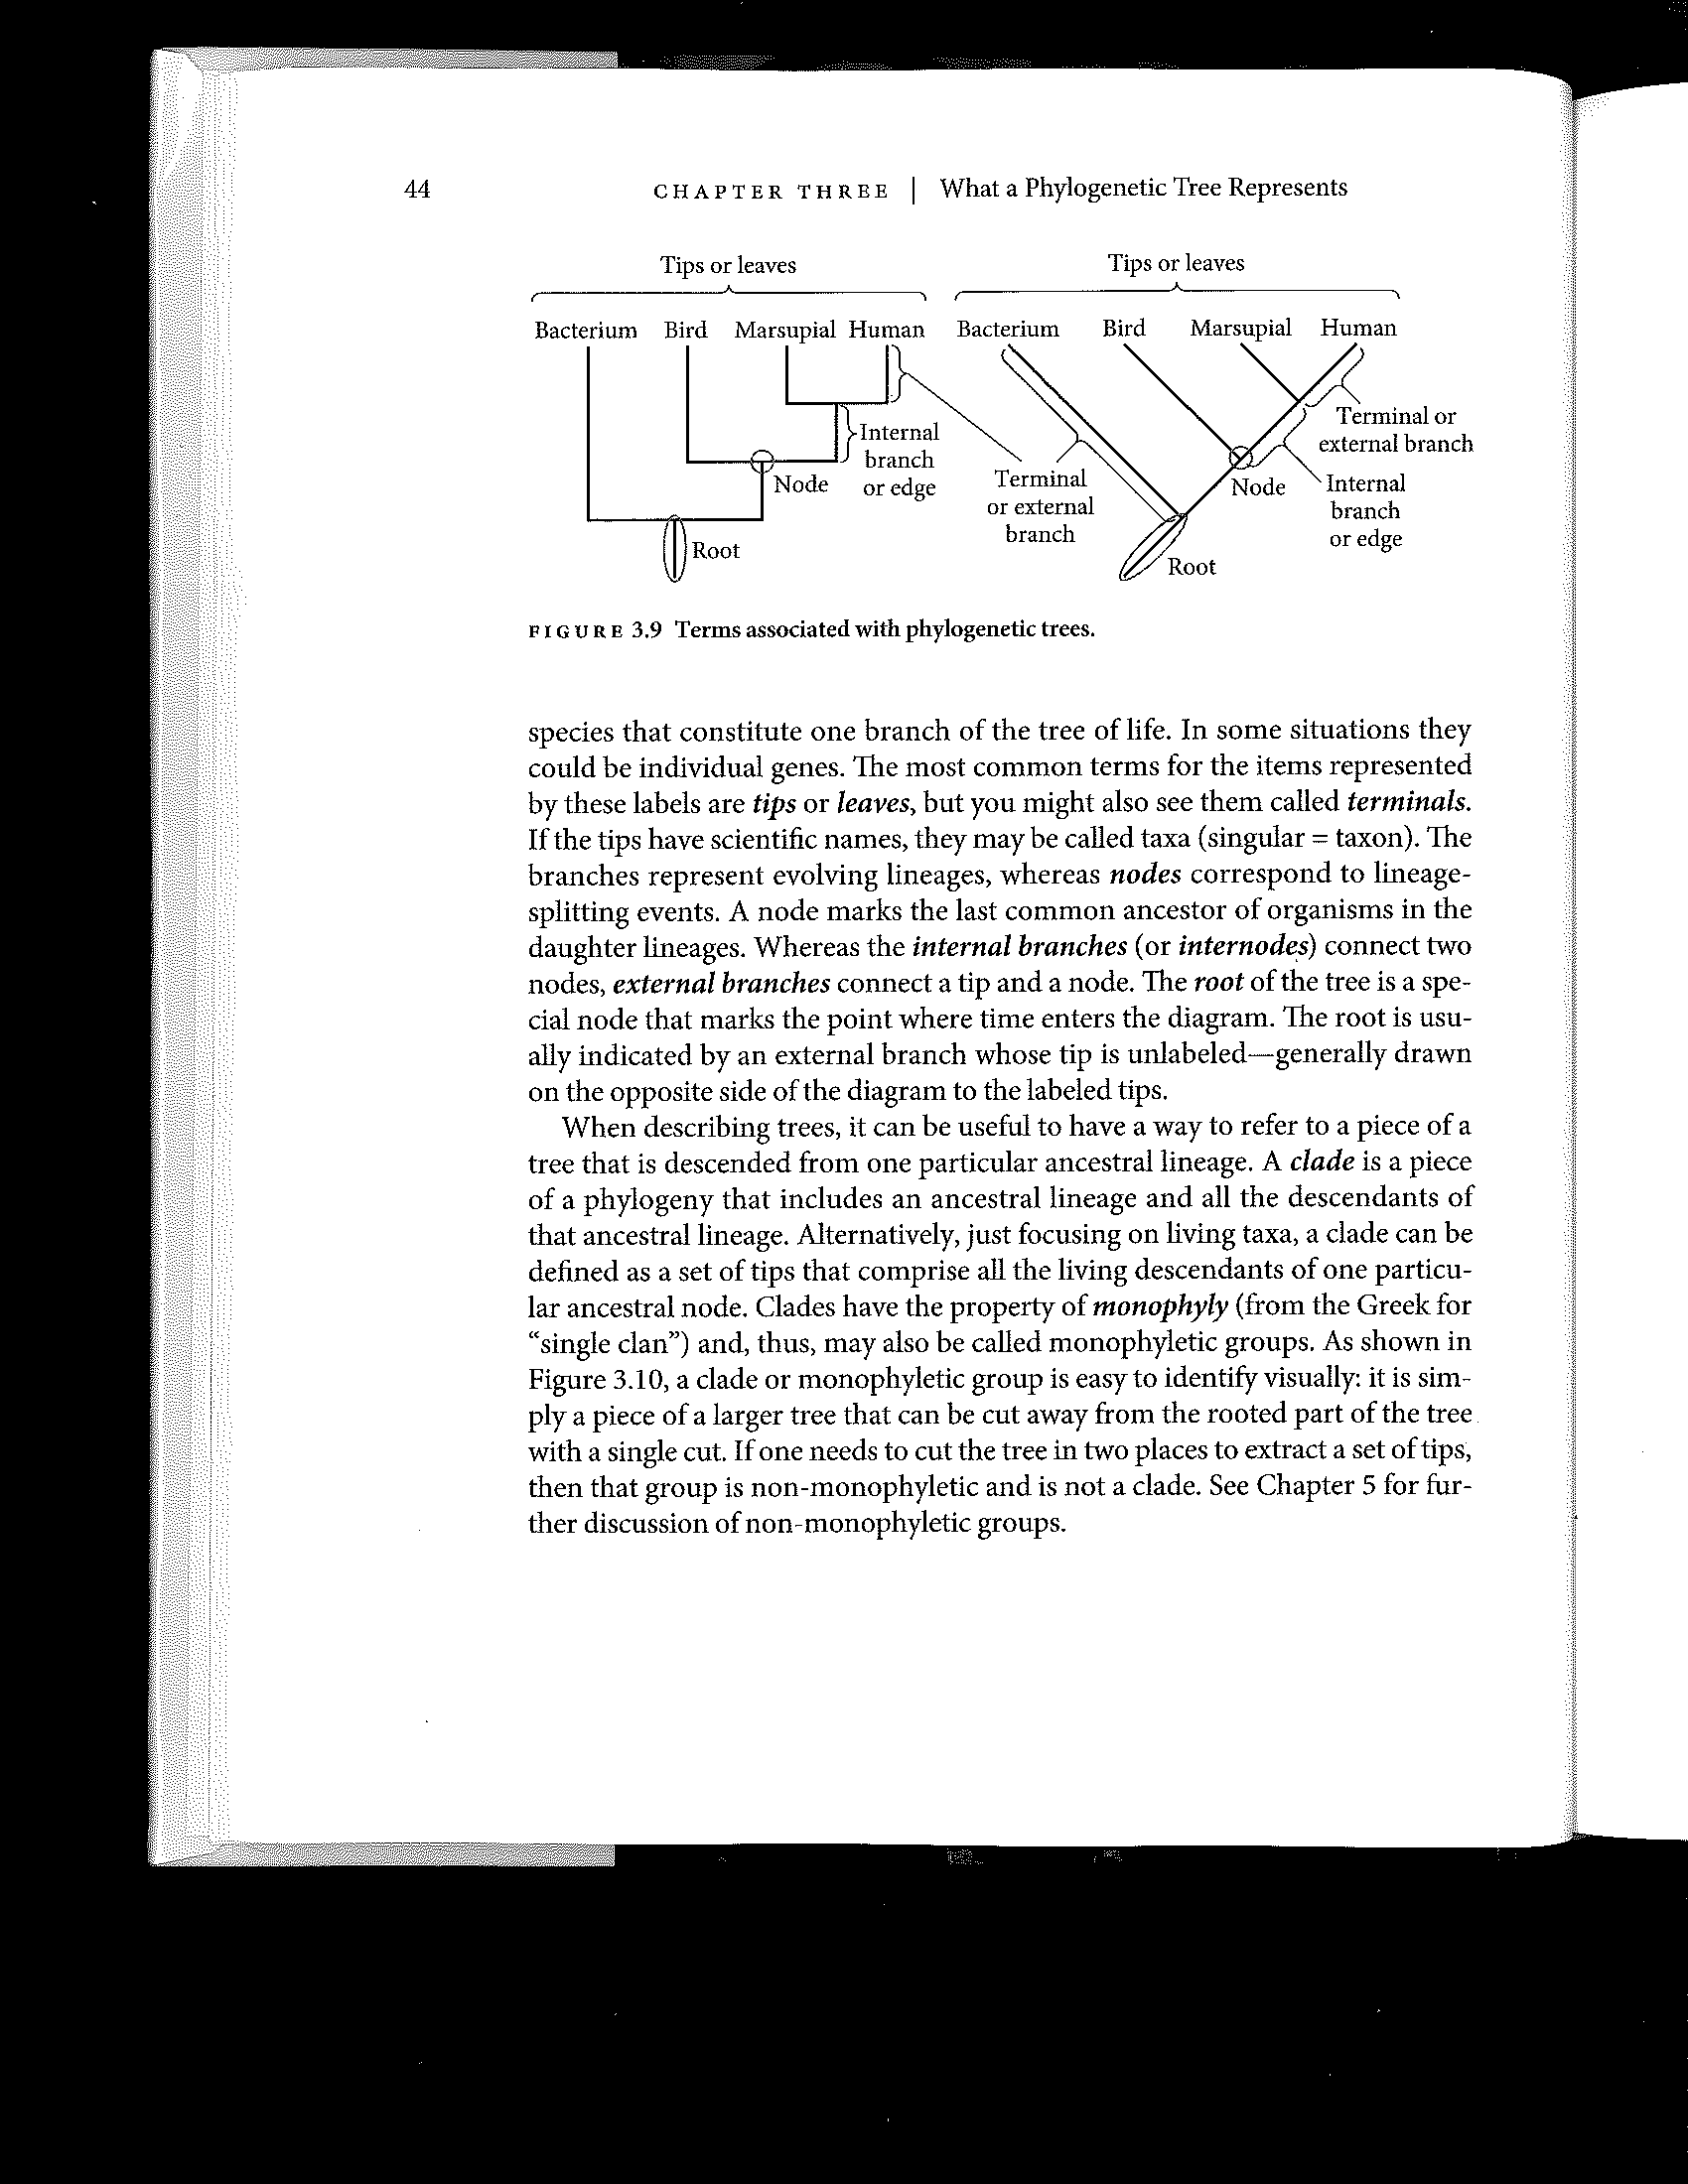 44
CHAPTER THREE | What a Phylogenetic Tree Represents
Tips or leaves
Tips or leaves
Bacterium Bird Marsupial Human
Bacterium Bird Marsupial Human
Internal
branch
or edge
Node
Root
Terminal
or external
branch
Terminal or
external branch
Node
Internal
branch
or edge
Root
FIGURE 3.9 Terms associated with phylogenetic trees.
species that constitute one branch of the tree of life. In some situations they
could be individual genes. The most common terms for the items represented
by these labels are tips or leaves, but you might also see them called terminals.
If the tips have scientific names, they may be called taxa (singular = taxon). The
branches represent evolving lineages, whereas nodes correspond to lineage-
splitting events. A node marks the last common ancestor of organisms in the
daughter lineages. Whereas the internal branches (or internodes) connect two
nodes, external branches connect a tip and a node. The root of the tree is a spe-
cial node that marks the point where time enters the diagram. The root is usu-
ally indicated by an external branch whose tip is unlabeled—generally drawn
on the opposite side of the diagram to the labeled tips.
When describing trees, it can be useful to have a way to refer to a piece of a
tree that is descended from one particular ancestral lineage. A clade is a piece
of a phylogeny that includes an ancestral lineage and all the descendants of
that ancestral lineage. Alternatively, just focusing on living taxa, a clade can be
defined as a set of tips that comprise all the living descendants of one particu-
lar ancestral node. Clades have the property of monophyly (from the Greek for
“single clan”) and, thus, may also be called monophyletic groups. As shown in
Figure 3.10, a clade or monophyletic group is easy to identify visually: it is sim-
ply a piece of a larger tree that can be cut away from the rooted part of the tree
with a single cut. If one needs to cut the tree in two places to extract a set of tips,
then that group is non-monophyletic and is not a clade. See Chapter 5 for fur-
ther discussion of non-monophyletic groups.